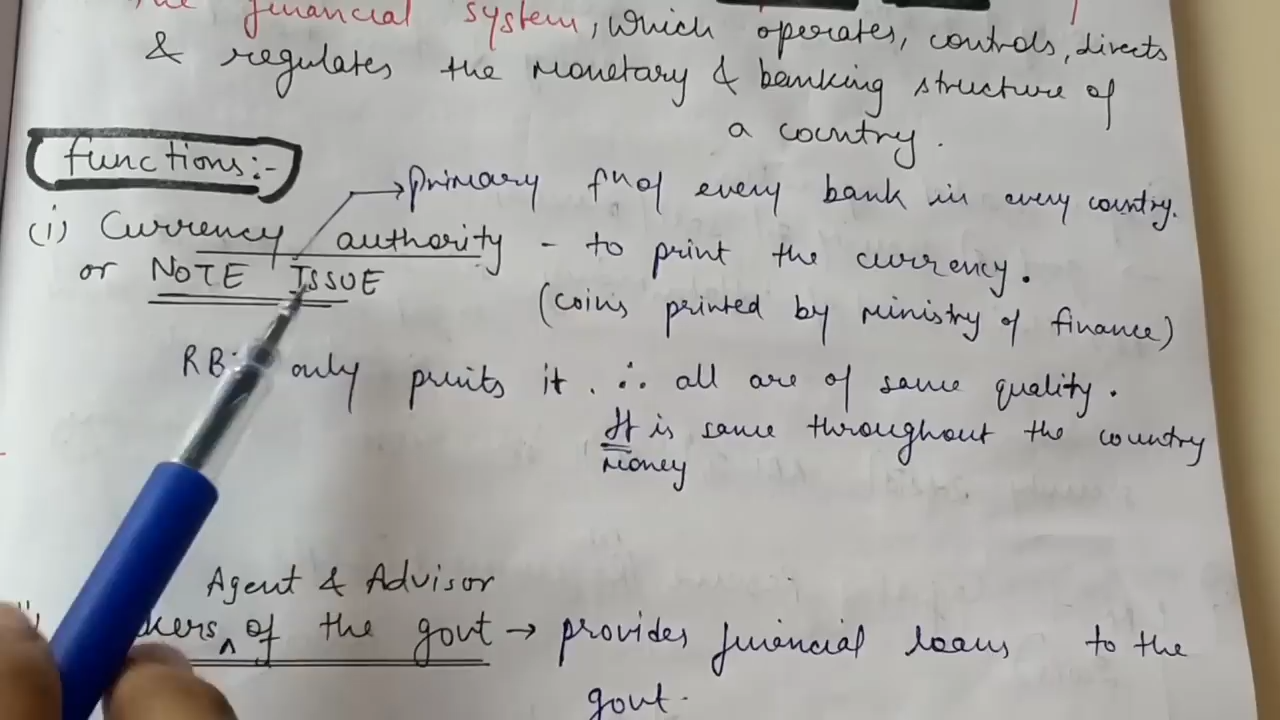 the financial system, which operates, controls, directs
& regulates the Monetary & banking structure of
a country.
functions:-
→ primary fn of every bank in every country.
(i) Currency authority - to print the currency.
or NOTE ISSUE
(coins printed by ministry of finance)
RBI only prints it. ∴ all are of same quality.
It is same throughout the country
Money
Agent & Advisor
^ of the govt → provides financial loans to the
govt.